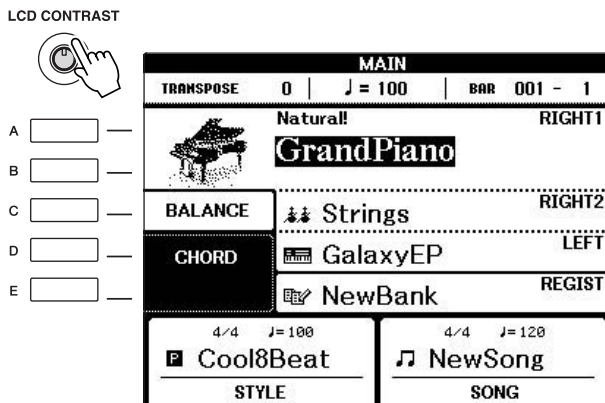 LCD CONTRAST
MAIN
TRANSPOSE 0 ♩= 100 BAR 001 - 1
A
B
C
D
E
Natural! RIGHT1
GrandPiano
BALANCE
Strings RIGHT2
CHORD
GalaxyEP LEFT
NewBank REGIST
4/4 ♩=100
P Cool8Beat
STYLE
4/4 ♩=120
NewSong
SONG